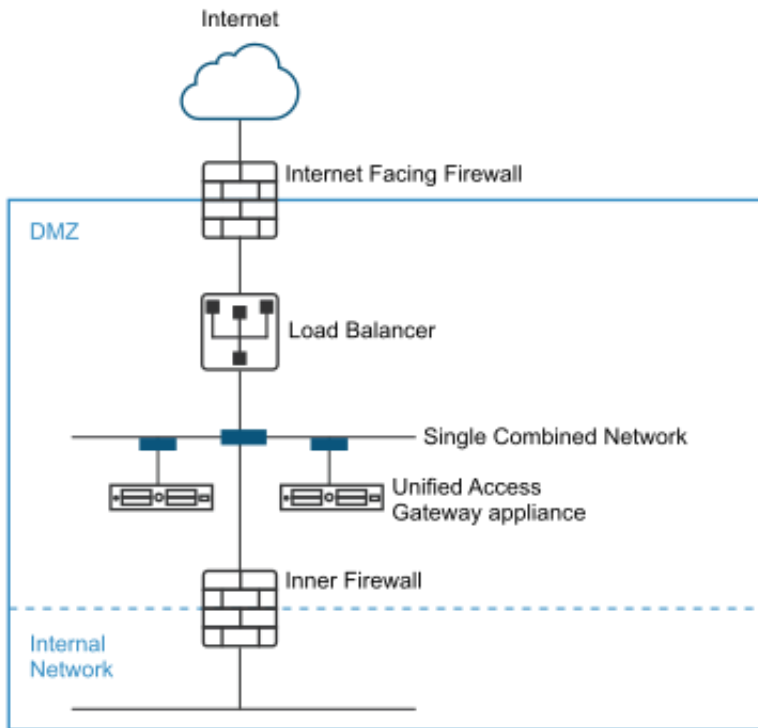 Internet
Internet Facing Firewall
DMZ
Load Balancer
Single Combined Network
Unified Access
Gateway appliance
Inner Firewall
Internal
Network